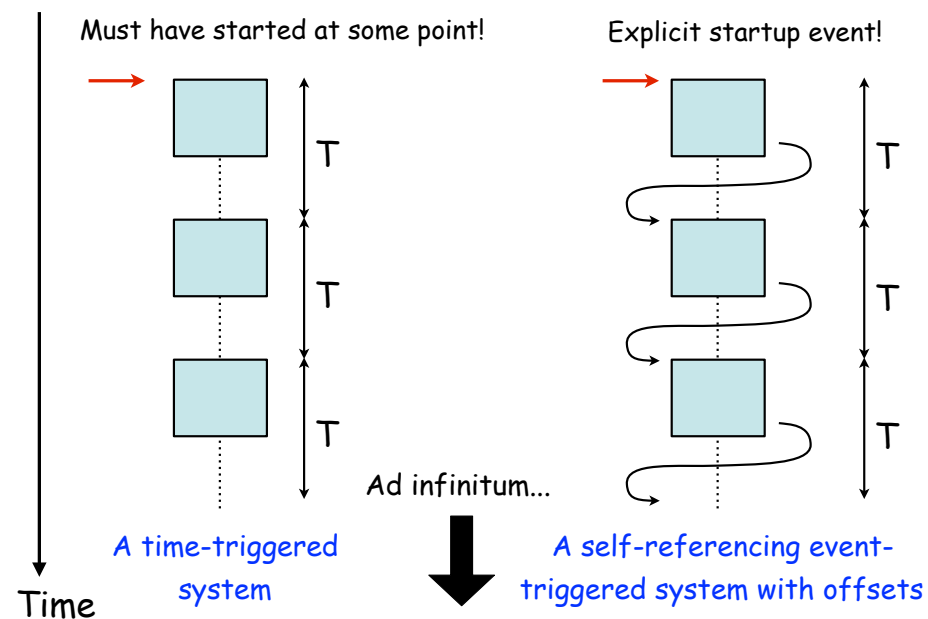 Must have started at some point!
Explicit startup event!
T
T
T
T
T
T
Ad infinitum...
A time-triggered
system
A self-referencing event-
triggered system with offsets
Time